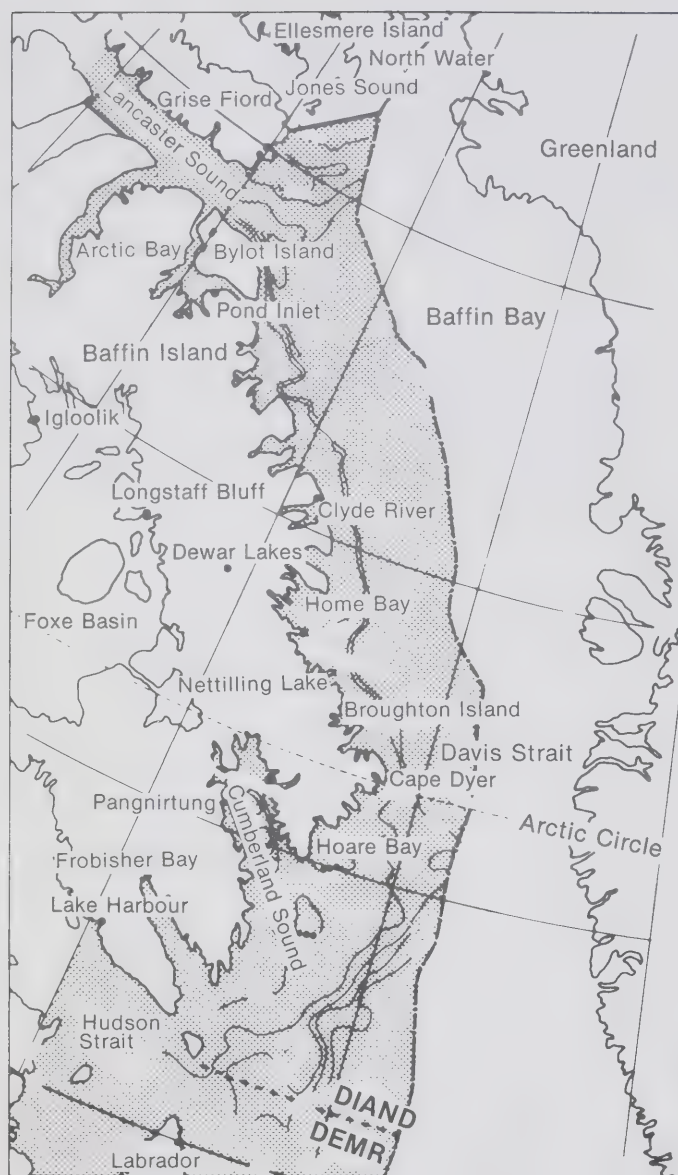 Ellesmere Island
North Water
Jones Sound
Grise Fiord
Lancaster Sound
Greenland
Arctic Bay
Bylot Island
Pond Inlet
Baffin Bay
Baffin Island
Igloolik
Longstaff Bluff
Clyde River
Dewar Lakes
Home Bay
Foxe Basin
Nettilling Lake
Broughton Island
Davis Strait
Cape Dyer
Pangnirtung
Arctic Circle
Cumberland Sound
Hoare Bay
Frobisher Bay
Lake Harbour
Hudson
Strait
DIAND
DEMR
Labrador